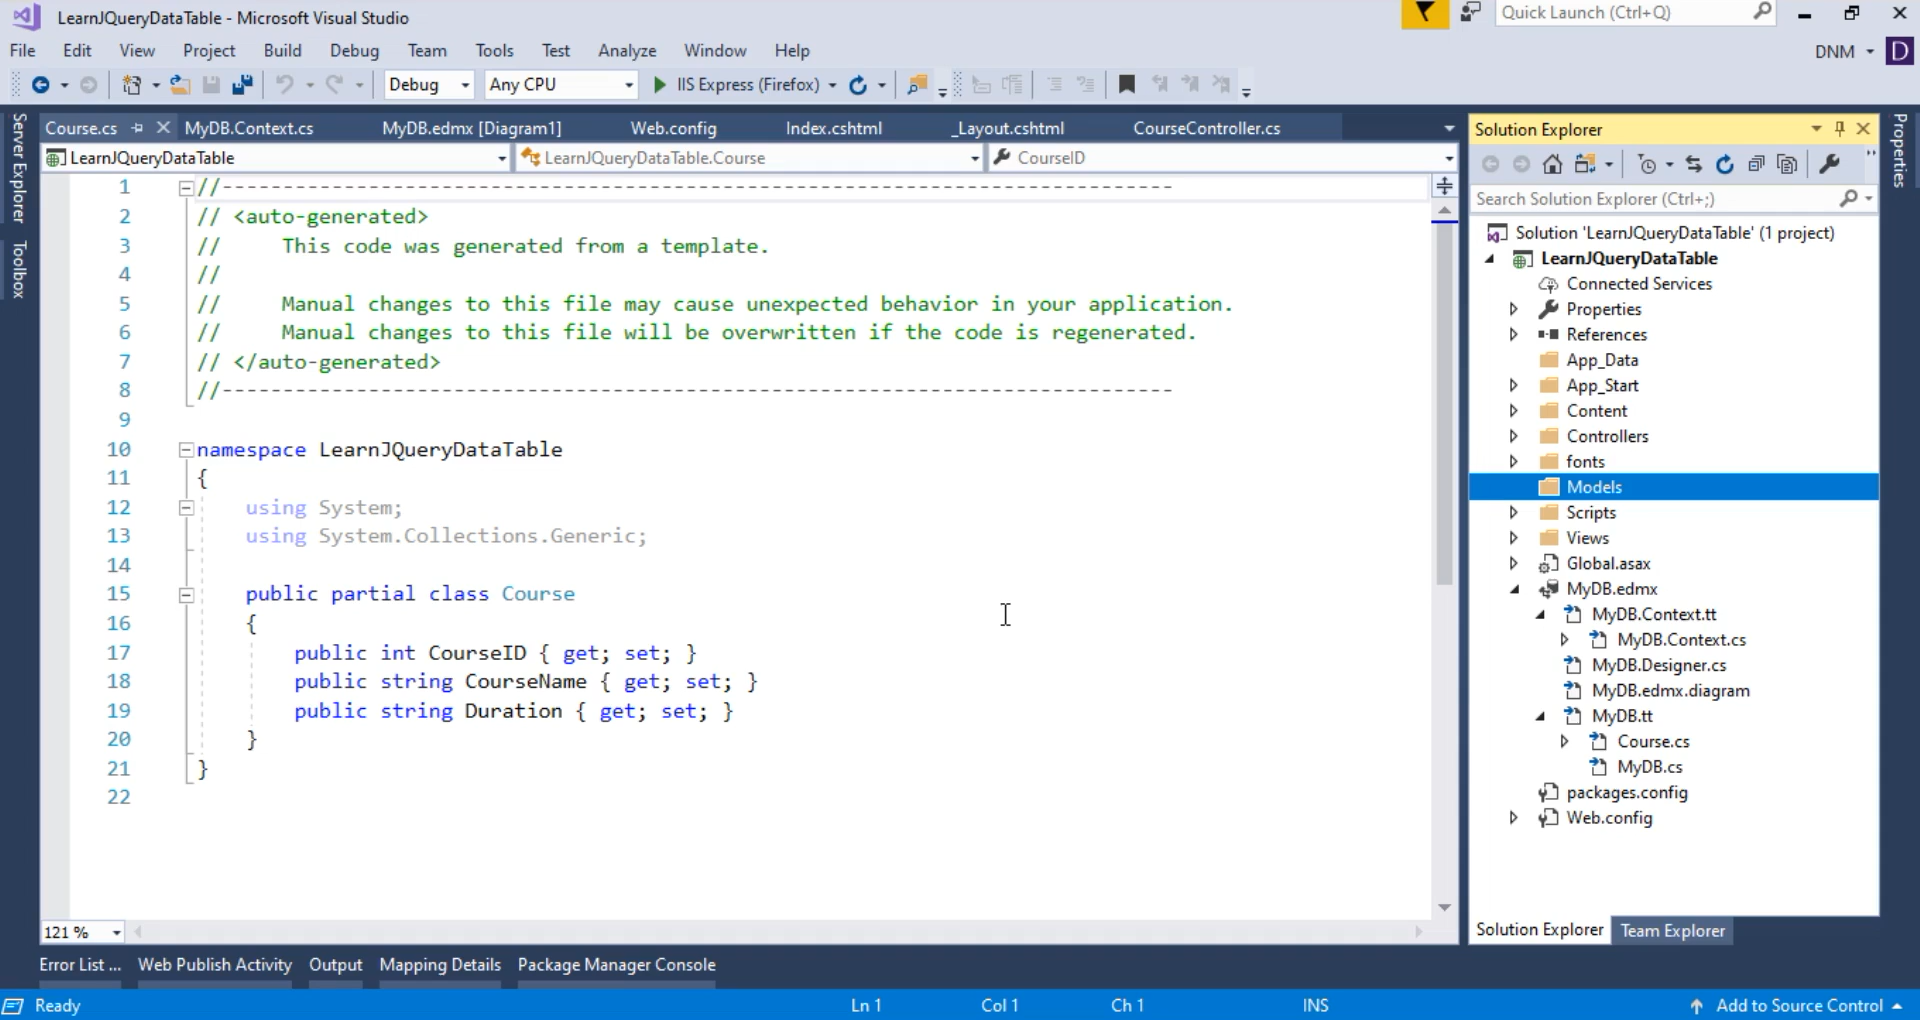 LearnJQueryDataTable - Microsoft Visual Studio
Quick Launch (Ctrl+Q)
File Edit View Project Build Debug Team Tools Test Analyze Window Help
DNM D
Debug Any CPU IIS Express (Firefox)
Server Explorer
Toolbox
Course.cs MyDB.Context.cs MyDB.edmx [Diagram1] Web.config Index.cshtml _Layout.cshtml CourseController.cs
LearnJQueryDataTable LearnJQueryDataTable.Course CourseID
1 //------------------------------------------------------------------------------
2 // <auto-generated>
3 //     This code was generated from a template.
4 //
5 //     Manual changes to this file may cause unexpected behavior in your application.
6 //     Manual changes to this file will be overwritten if the code is regenerated.
7 // </auto-generated>
8 //------------------------------------------------------------------------------
9
10 namespace LearnJQueryDataTable
11 {
12     using System;
13     using System.Collections.Generic;
14
15     public partial class Course
16     {
17         public int CourseID { get; set; }
18         public string CourseName { get; set; }
19         public string Duration { get; set; }
20     }
21 }
22
121 %
Solution Explorer
Search Solution Explorer (Ctrl+;)
Solution 'LearnJQueryDataTable' (1 project)
LearnJQueryDataTable
Connected Services
Properties
References
App_Data
App_Start
Content
Controllers
fonts
Models
Scripts
Views
Global.asax
MyDB.edmx
MyDB.Context.tt
MyDB.Context.cs
MyDB.Designer.cs
MyDB.edmx.diagram
MyDB.tt
Course.cs
MyDB.cs
packages.config
Web.config
Solution Explorer Team Explorer
Properties
Error List ... Web Publish Activity Output Mapping Details Package Manager Console
Ready Ln 1 Col 1 Ch 1 INS Add to Source Control